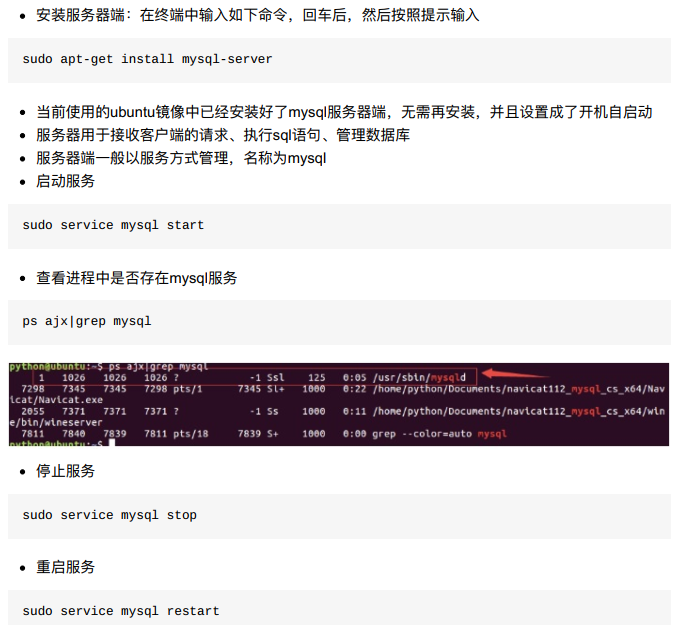 安装服务器端：在终端中输入如下命令，回车后，然后按照提示输入
sudo apt-get install mysql-server
当前使用的ubuntu镜像中已经安装好了mysql服务器端，无需再安装，并且设置成了开机自启动
服务器用于接收客户端的请求、执行sql语句、管理数据库
服务器端一般以服务方式管理，名称为mysql
启动服务
sudo service mysql start
查看进程中是否存在mysql服务
ps ajx|grep mysql
python@ubuntu:~$ ps ajx|grep mysql
1 1026 1026 1026 ? -1 Ssl 125 0:05 /usr/sbin/mysqld
7298 7345 7345 7298 pts/1 7345 Sl+ 1000 0:22 /home/python/Documents/navicat112_mysql_cs_x64/Nav
icat/Navicat.exe
2055 7371 7371 7371 ? -1 Ss 1000 0:11 /home/python/Documents/navicat112_mysql_cs_x64/win
e/bin/wineserver
7811 7840 7839 7811 pts/18 7839 S+ 1000 0:00 grep --color=auto mysql
python@ubuntu:~$
停止服务
sudo service mysql stop
重启服务
sudo service mysql restart